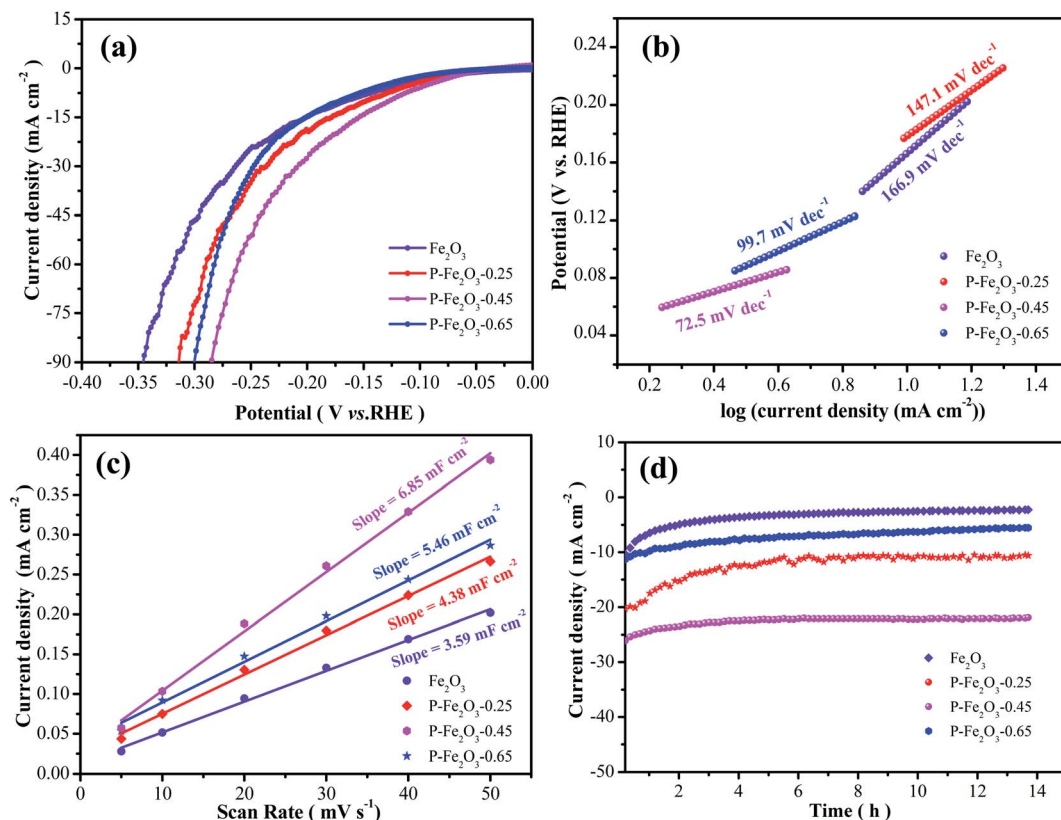 (a)
15
0
-15
-30
-45
-60
-75
-90
Current density (mA cm⁻²)
-0.40 -0.35 -0.30 -0.25 -0.20 -0.15 -0.10 -0.05 0.00
Potential ( V vs.RHE )
Fe₂O₃
P-Fe₂O₃-0.25
P-Fe₂O₃-0.45
P-Fe₂O₃-0.65
(b)
0.24
0.20
0.16
0.12
0.08
0.04
Potential (V vs. RHE)
147.1 mV dec⁻¹
166.9 mV dec⁻¹
99.7 mV dec⁻¹
72.5 mV dec⁻¹
Fe₂O₃
P-Fe₂O₃-0.25
P-Fe₂O₃-0.45
P-Fe₂O₃-0.65
0.2 0.4 0.6 0.8 1.0 1.2 1.4
log (current density (mA cm⁻²))
(c)
0.40
0.35
0.30
0.25
0.20
0.15
0.10
0.05
0.00
Current density (mA cm⁻²)
Slope = 6.85 mF cm⁻²
Slope = 5.46 mF cm⁻²
Slope = 4.38 mF cm⁻²
Slope = 3.59 mF cm⁻²
Fe₂O₃
P-Fe₂O₃-0.25
P-Fe₂O₃-0.45
P-Fe₂O₃-0.65
0 10 20 30 40 50
Scan Rate ( mV s⁻¹)
(d)
10
0
-10
-20
-30
-40
-50
Current density ( mA cm⁻²)
Fe₂O₃
P-Fe₂O₃-0.25
P-Fe₂O₃-0.45
P-Fe₂O₃-0.65
2 4 6 8 10 12 14
Time ( h )